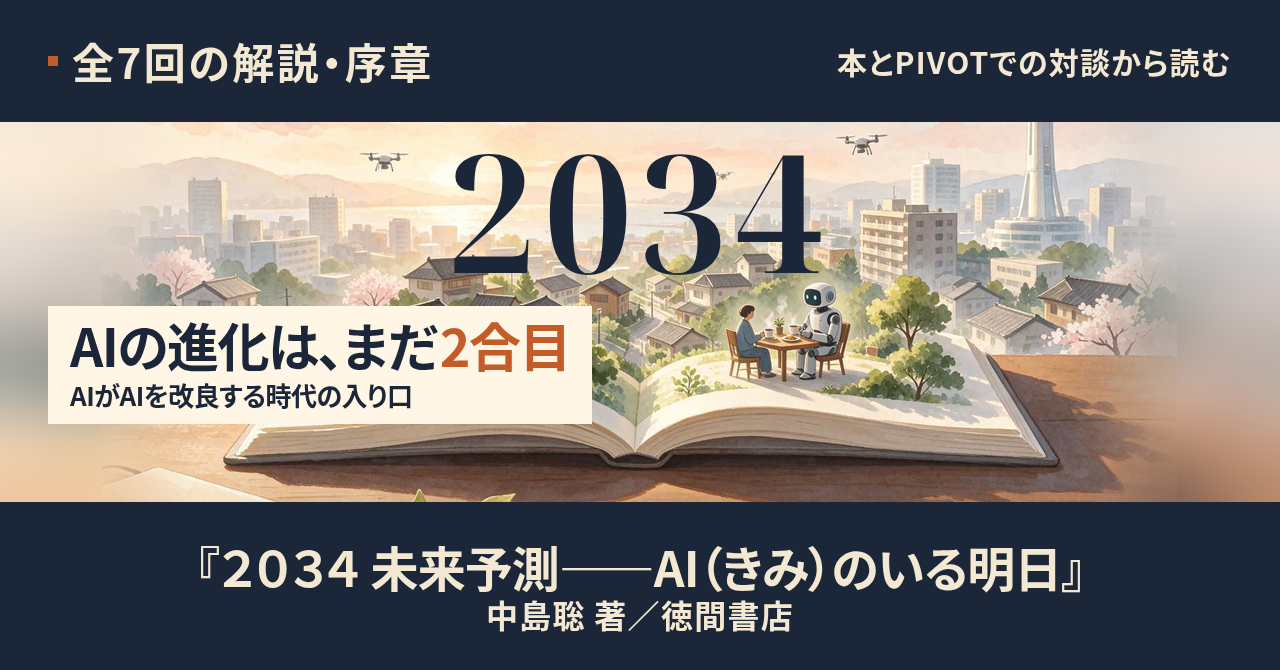 全7回の解説・序章
本とPIVOTでの対談から読む
2034
AIの進化は、まだ2合目
AIがAIを改良する時代の入り口
『2034 未来予測――AI(きみ)のいる明日』
中島聡 著/徳間書店